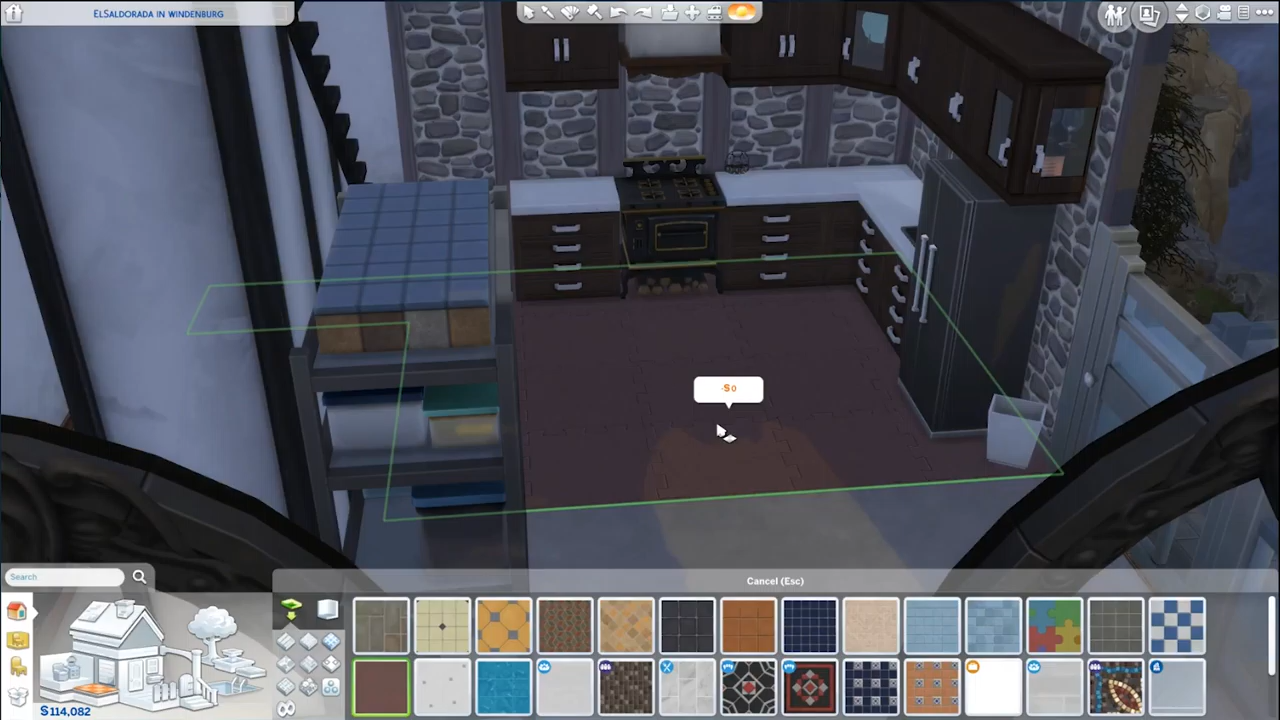 ELSALDORADA IN WINDENBURG
-§0
Cancel (Esc)
Search
§114,082